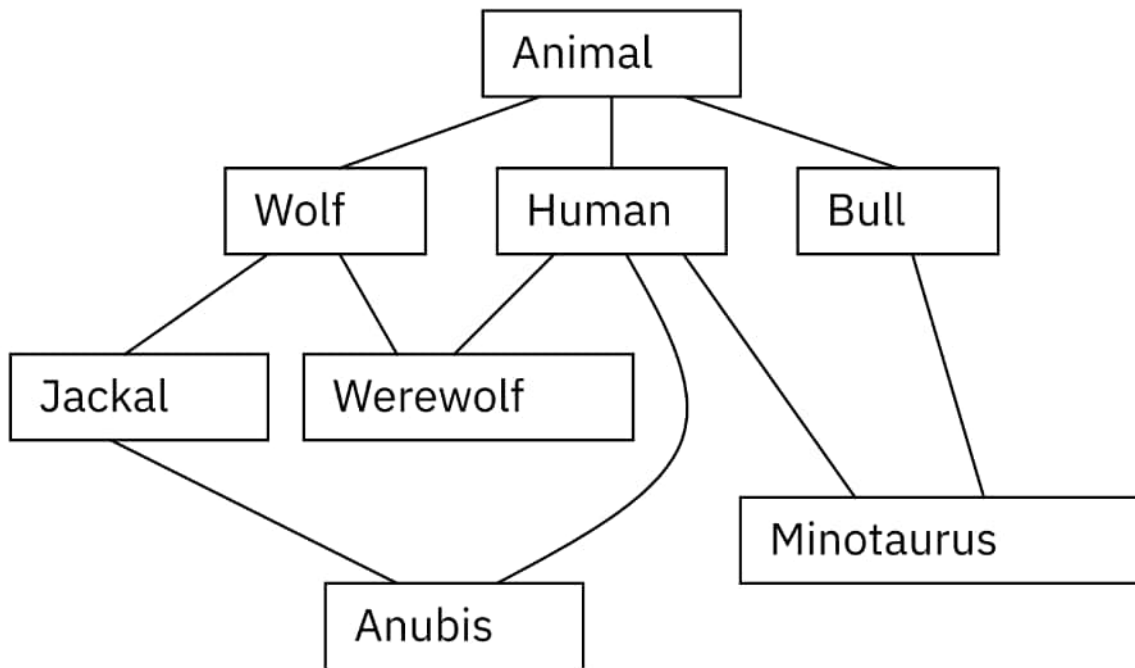 Animal
Wolf
Human
Bull
Jackal
Werewolf
Minotaurus
Anubis